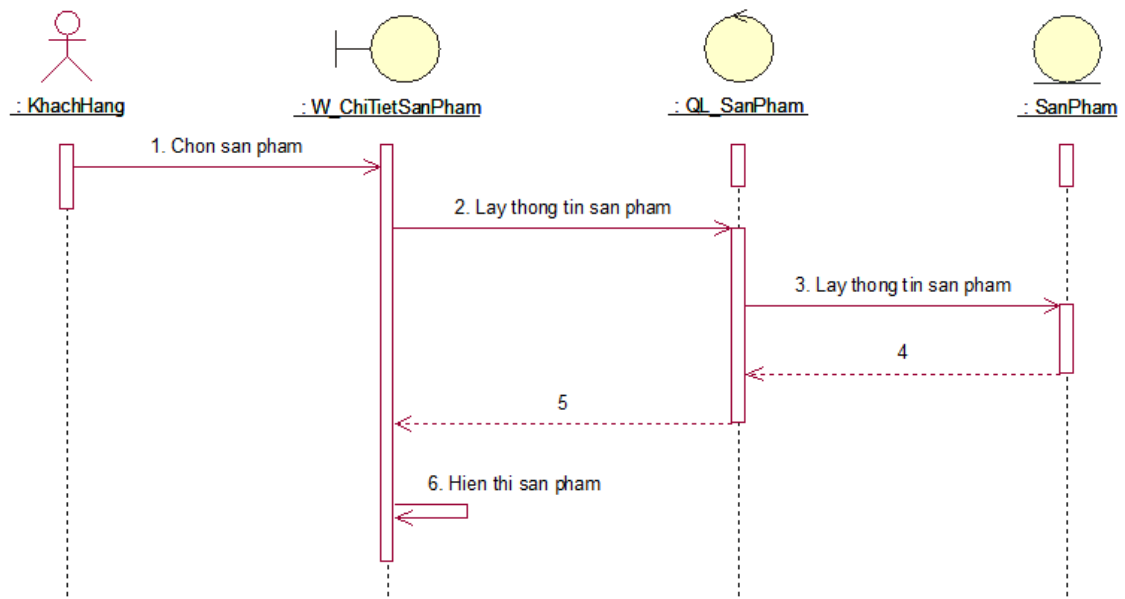 : KhachHang
: W_ChiTietSanPham
: QL_SanPham
: SanPham
1. Chon san pham
2. Lay thong tin san pham
3. Lay thong tin san pham
4
5
6. Hien thi san pham